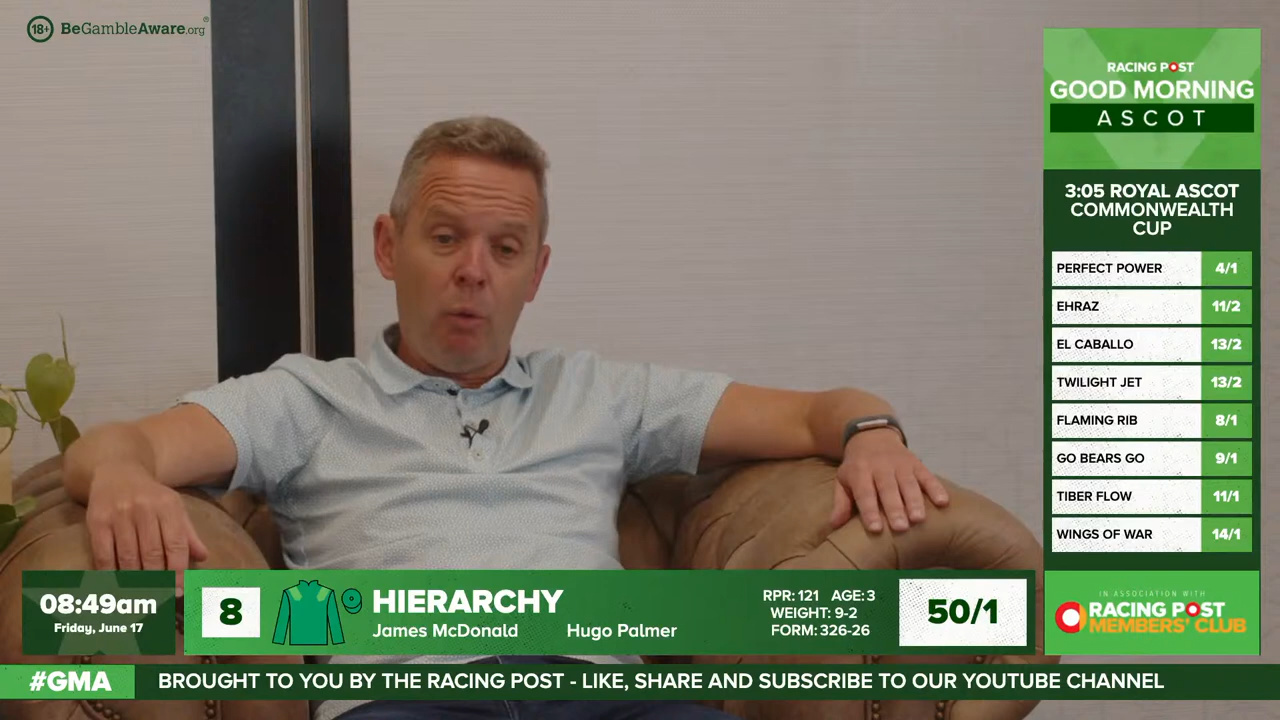 18+ BeGambleAware.org®
RACING POST
GOOD MORNING
ASCOT
3:05 ROYAL ASCOT
COMMONWEALTH
CUP
PERFECT POWER 4/1
EHRAZ 11/2
EL CABALLO 13/2
TWILIGHT JET 13/2
FLAMING RIB 8/1
GO BEARS GO 9/1
TIBER FLOW 11/1
WINGS OF WAR 14/1
IN ASSOCIATION WITH
RACING POST
MEMBERS' CLUB
08:49am
Friday, June 17
8
HIERARCHY
James McDonald Hugo Palmer
RPR: 121 AGE: 3
WEIGHT: 9-2
FORM: 326-26
50/1
#GMA BROUGHT TO YOU BY THE RACING POST - LIKE, SHARE AND SUBSCRIBE TO OUR YOUTUBE CHANNEL